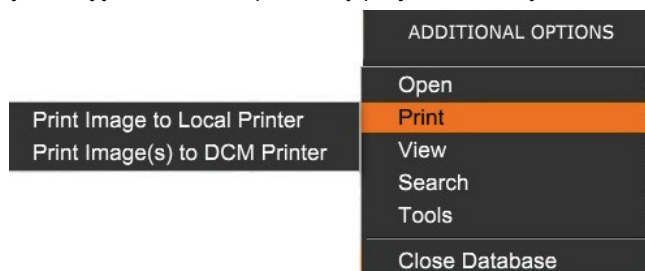 ADDITIONAL OPTIONS
Open
Print
Print Image to Local Printer
Print Image(s) to DCM Printer
View
Search
Tools
Close Database